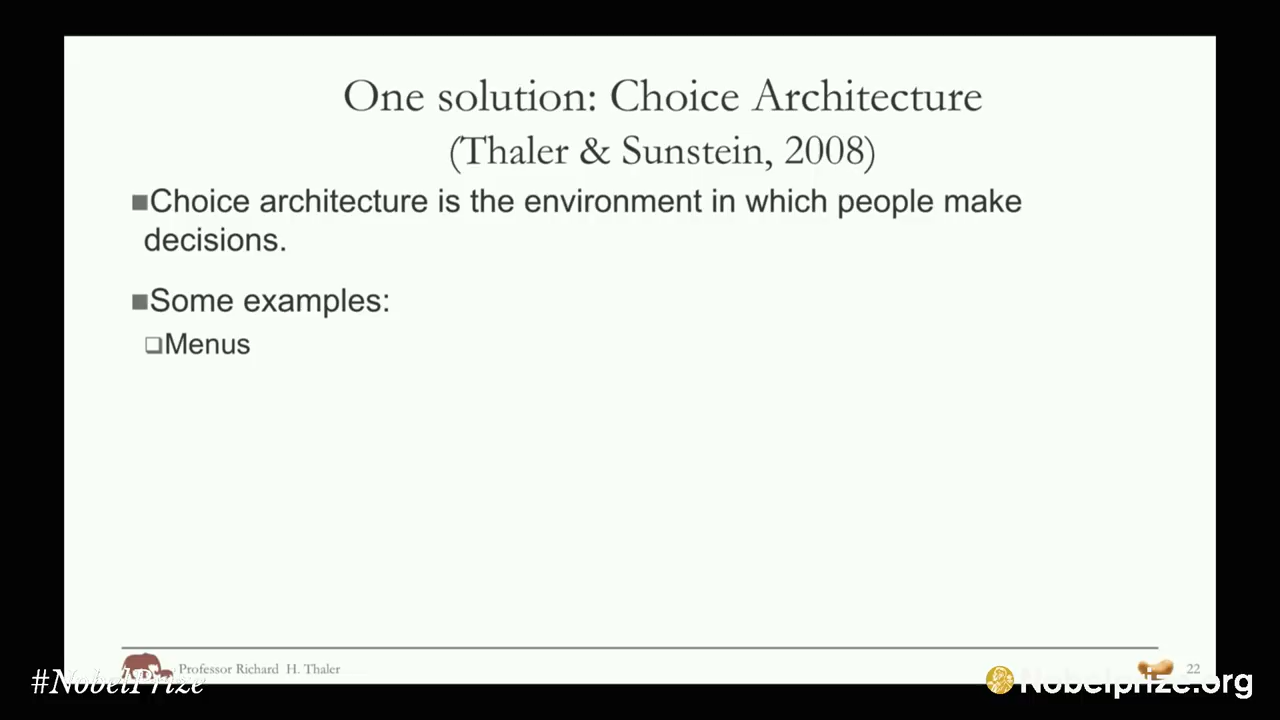 One solution: Choice Architecture
(Thaler & Sunstein, 2008)
Choice architecture is the environment in which people make
decisions.
Some examples:
Menus
Professor Richard H. Thaler
22
#NobelPrize
Nobelprize.org